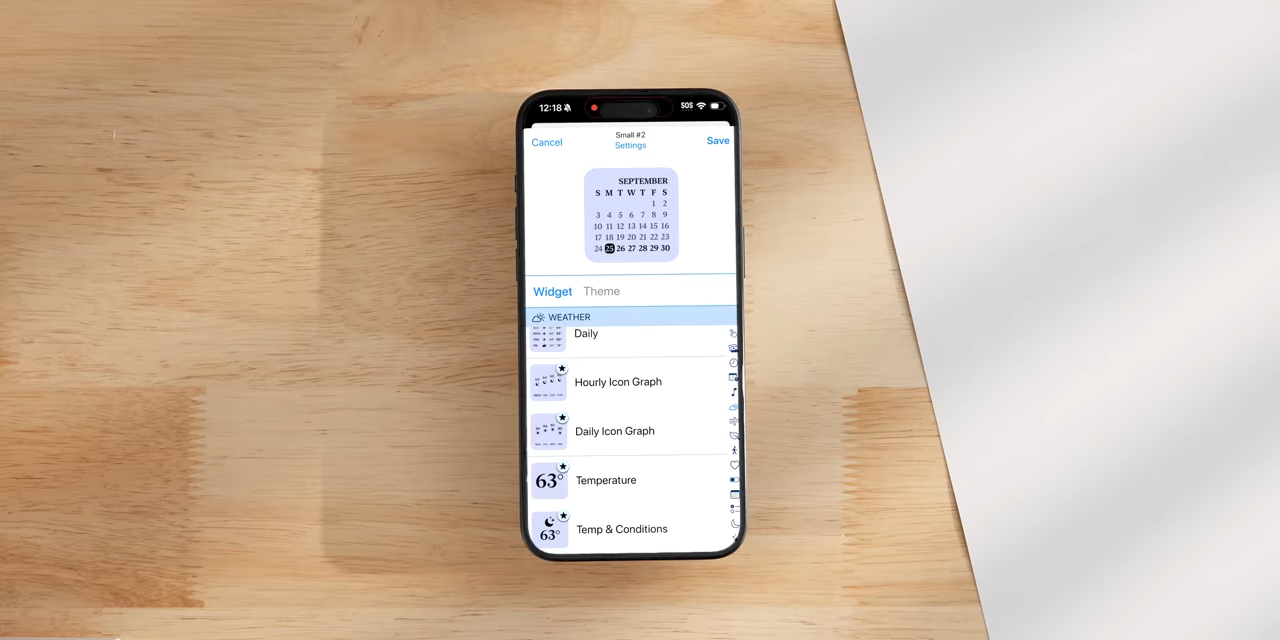 12:18
SOS
Small #2
Cancel
Settings
Save
SEPTEMBER
S M T W T F S
1 2
3 4 5 6 7 8 9
10 11 12 13 14 15 16
17 18 19 20 21 22 23
24 25 26 27 28 29 30
Widget Theme
WEATHER
Daily
Hourly Icon Graph
Daily Icon Graph
63°
Temperature
63°
Temp & Conditions